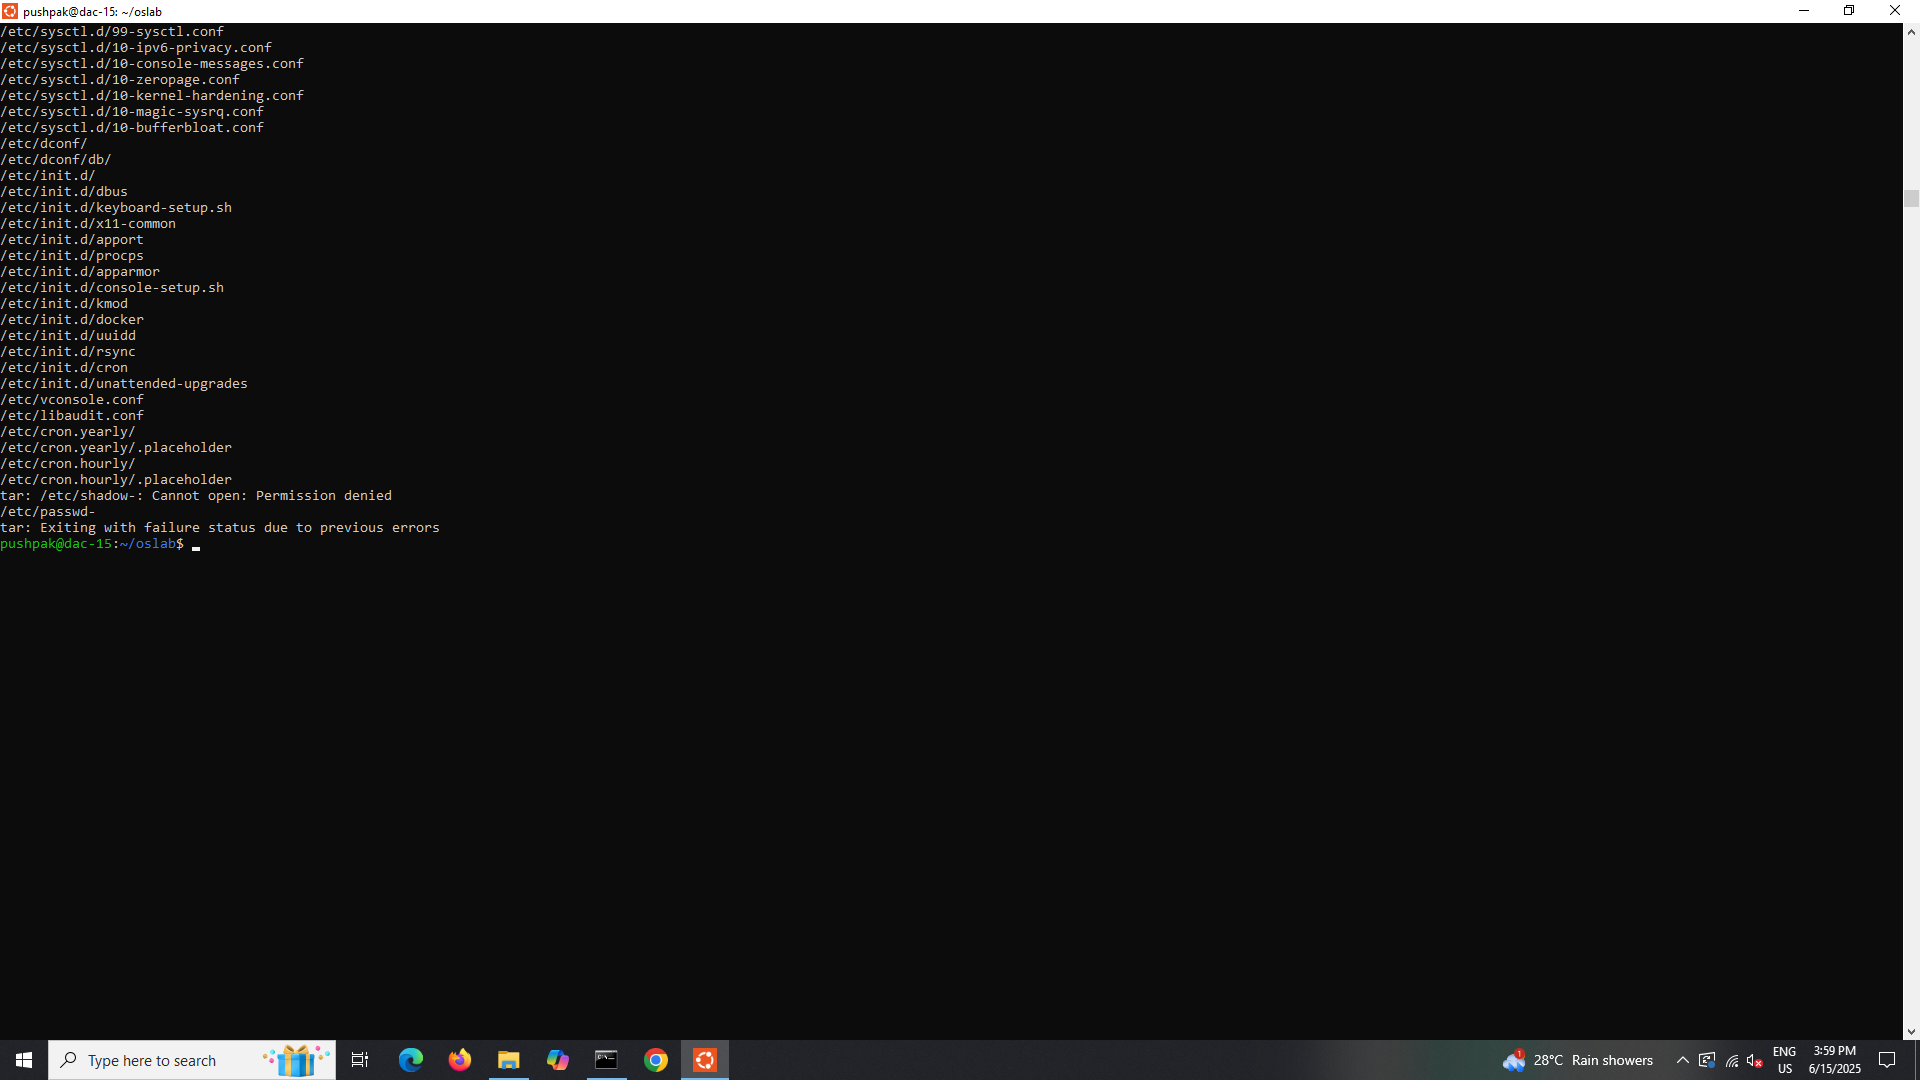 pushpak@dac-15: ~/oslab
/etc/sysctl.d/99-sysctl.conf
/etc/sysctl.d/10-ipv6-privacy.conf
/etc/sysctl.d/10-console-messages.conf
/etc/sysctl.d/10-zeropage.conf
/etc/sysctl.d/10-kernel-hardening.conf
/etc/sysctl.d/10-magic-sysrq.conf
/etc/sysctl.d/10-bufferbloat.conf
/etc/dconf/
/etc/dconf/db/
/etc/init.d/
/etc/init.d/dbus
/etc/init.d/keyboard-setup.sh
/etc/init.d/x11-common
/etc/init.d/apport
/etc/init.d/procps
/etc/init.d/apparmor
/etc/init.d/console-setup.sh
/etc/init.d/kmod
/etc/init.d/docker
/etc/init.d/uuidd
/etc/init.d/rsync
/etc/init.d/cron
/etc/init.d/unattended-upgrades
/etc/vconsole.conf
/etc/libaudit.conf
/etc/cron.yearly/
/etc/cron.yearly/.placeholder
/etc/cron.hourly/
/etc/cron.hourly/.placeholder
tar: /etc/shadow-: Cannot open: Permission denied
/etc/passwd-
tar: Exiting with failure status due to previous errors
pushpak@dac-15:~/oslab$
Type here to search
1
28°C Rain showers
ENG
US
3:59 PM
6/15/2025